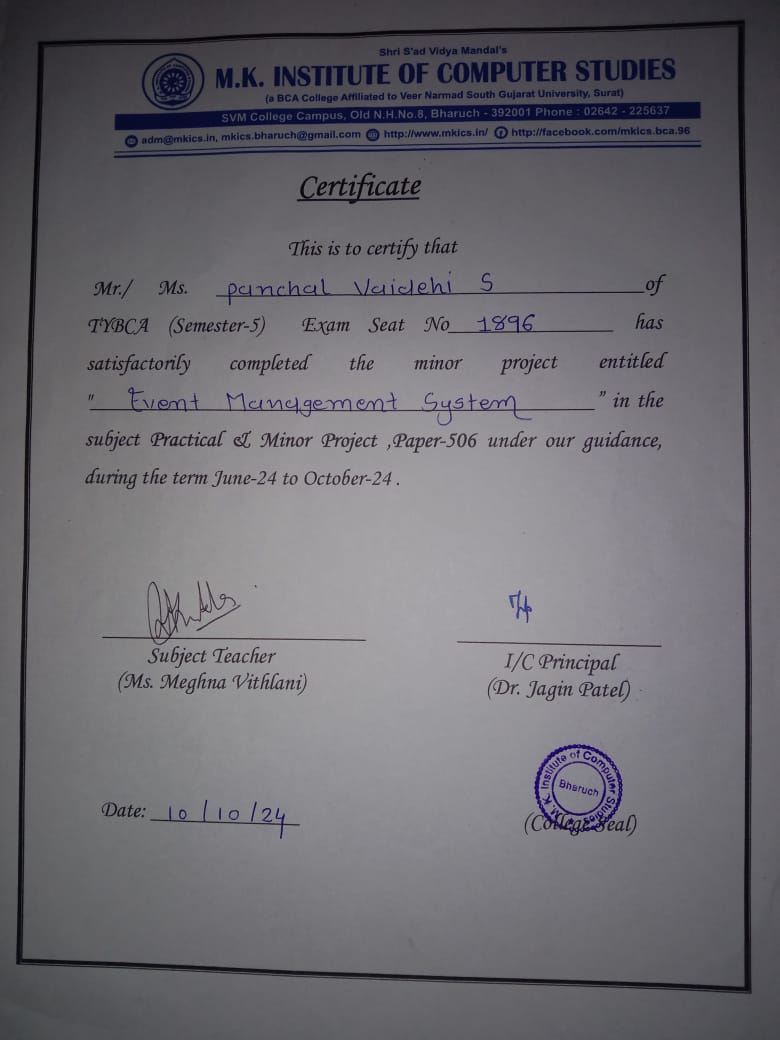 Shri S'ad Vidya Mandal's
M.K. INSTITUTE OF COMPUTER STUDIES
(a BCA College Affiliated to Veer Narmad South Gujarat University, Surat)
SVM College Campus, Old N.H.No.8, Bharuch - 392001 Phone : 02642 - 225637
adm@mkics.in, mkics.bharuch@gmail.com http://www.mkics.in/ http://facebook.com/mkics.bca.96
Certificate
This is to certify that
Mr./ Ms. panchal Vaidehi S of
TYBCA (Semester-5) Exam Seat No 1896 has
satisfactorily completed the minor project entitled
" Event Management System " in the
subject Practical & Minor Project ,Paper-506 under our guidance,
during the term June-24 to October-24 .
Subject Teacher
(Ms. Meghna Vithlani)
I/C Principal
(Dr. Jagin Patel)
M. K. Institute of Computer Studies
Bharuch
Date: 10/10/24
(College Seal)